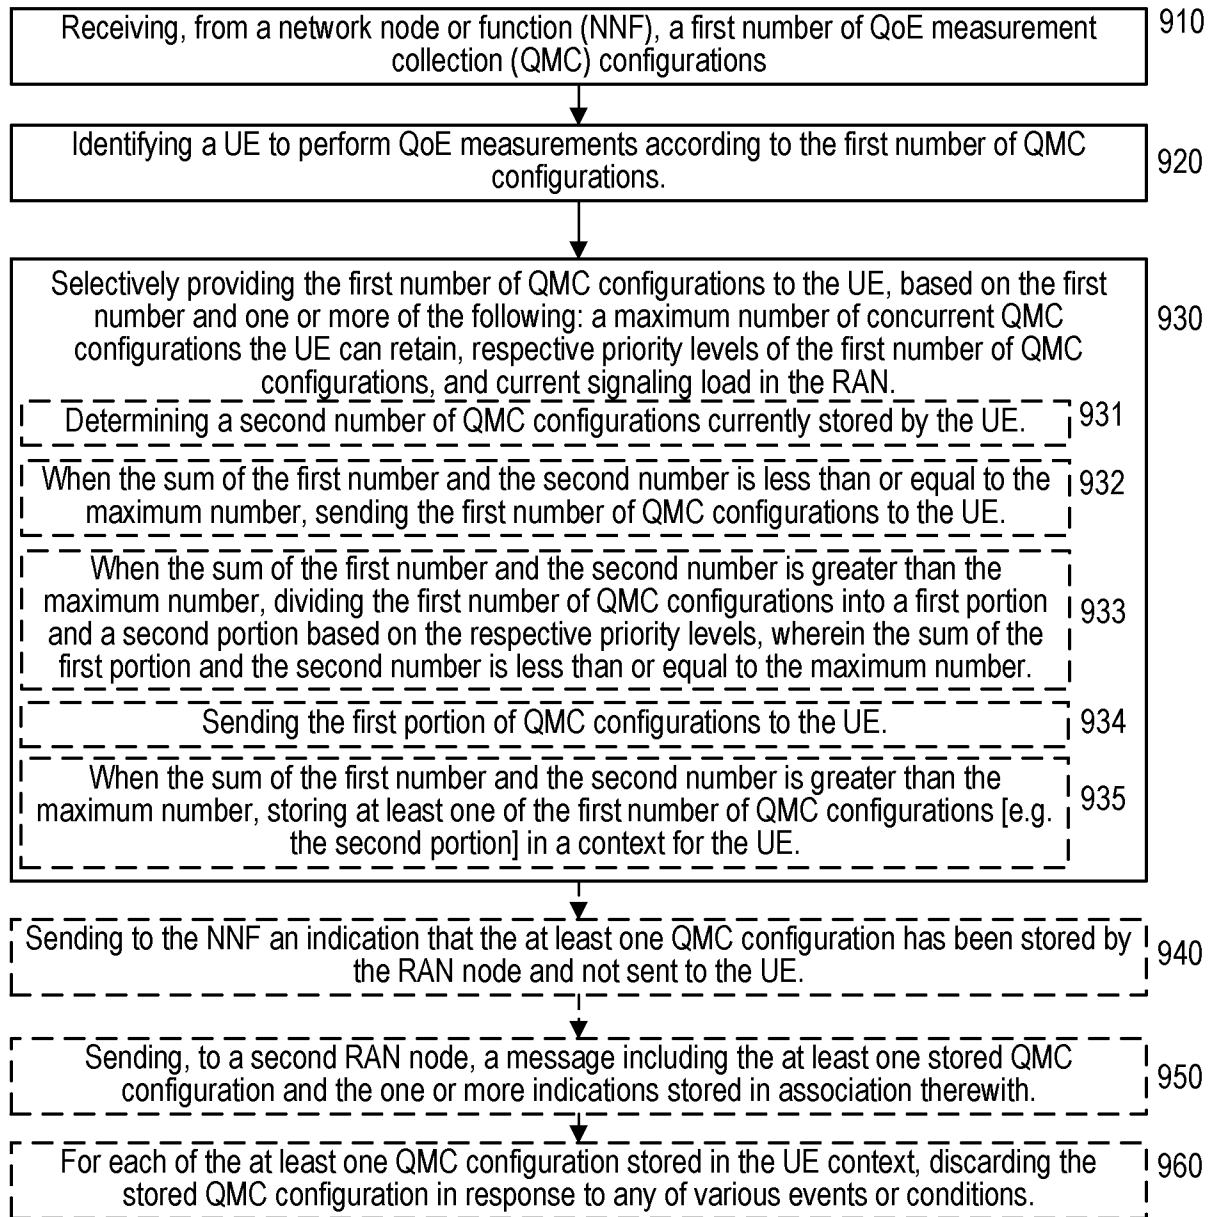 Receiving, from a network node or function (NNF), a first number of QoE measurement
collection (QMC) configurations
910
Identifying a UE to perform QoE measurements according to the first number of QMC
configurations.
920
Selectively providing the first number of QMC configurations to the UE, based on the first
number and one or more of the following: a maximum number of concurrent QMC
configurations the UE can retain, respective priority levels of the first number of QMC
configurations, and current signaling load in the RAN.
930
Determining a second number of QMC configurations currently stored by the UE.
931
When the sum of the first number and the second number is less than or equal to the
maximum number, sending the first number of QMC configurations to the UE.
932
When the sum of the first number and the second number is greater than the
maximum number, dividing the first number of QMC configurations into a first portion
and a second portion based on the respective priority levels, wherein the sum of the
first portion and the second number is less than or equal to the maximum number.
933
Sending the first portion of QMC configurations to the UE.
934
When the sum of the first number and the second number is greater than the
maximum number, storing at least one of the first number of QMC configurations [e.g.
the second portion] in a context for the UE.
935
Sending to the NNF an indication that the at least one QMC configuration has been stored by
the RAN node and not sent to the UE.
940
Sending, to a second RAN node, a message including the at least one stored QMC
configuration and the one or more indications stored in association therewith.
950
For each of the at least one QMC configuration stored in the UE context, discarding the
stored QMC configuration in response to any of various events or conditions.
960